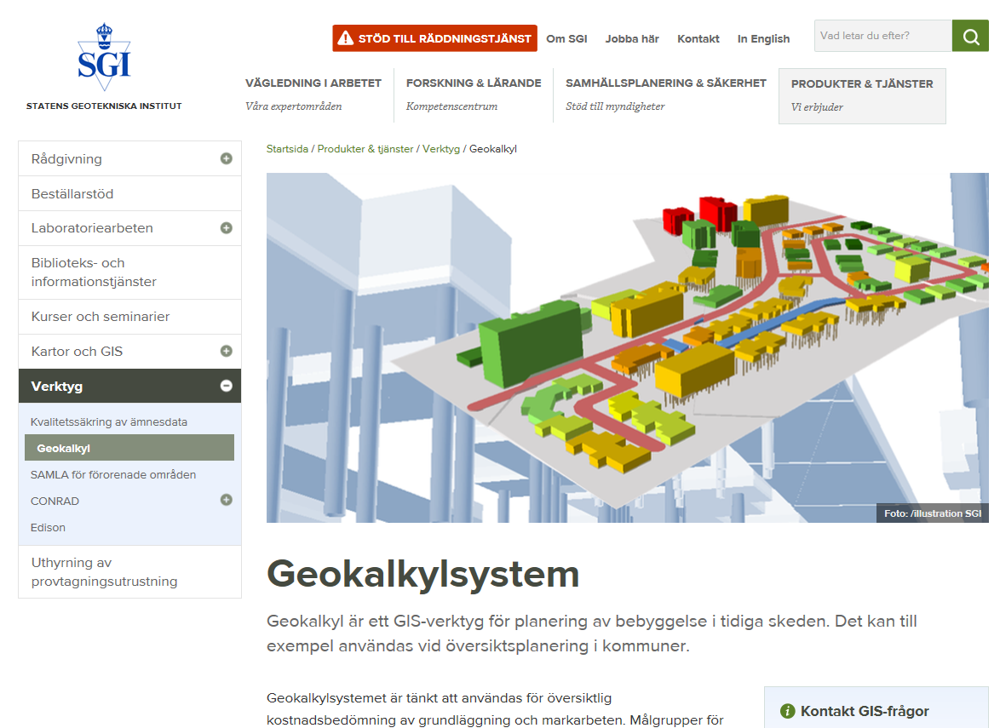 SGI
STATENS GEOTEKNISKA INSTITUT
STÖD TILL RÄDDNINGSTJÄNST
Om SGI
Jobba här
Kontakt
In English
Vad letar du efter?
VÄGLEDNING I ARBETET
Våra expertområden
FORSKNING & LÄRANDE
Kompetenscentrum
SAMHÄLLSPLANERING & SÄKERHET
Stöd till myndigheter
PRODUKTER & TJÄNSTER
Vi erbjuder
Rådgivning
Beställarstöd
Laboratoriearbeten
Biblioteks- och
informationstjänster
Kurser och seminarier
Kartor och GIS
Verktyg
Kvalitetssäkring av ämnesdata
Geokalkyl
SAMLA för förorenade områden
CONRAD
Edison
Uthyrning av
provtagningsutrustning
Startsida / Produkter & tjänster / Verktyg / Geokalkyl
Foto: /illustration SGI
Geokalkylsystem
Geokalkyl är ett GIS-verktyg för planering av bebyggelse i tidiga skeden. Det kan till
exempel användas vid översiktsplanering i kommuner.
Geokalkylsystemet är tänkt att användas för översiktlig
kostnadsbedömning av grundläggning och markarbeten. Målgrupper för
Kontakt GIS-frågor